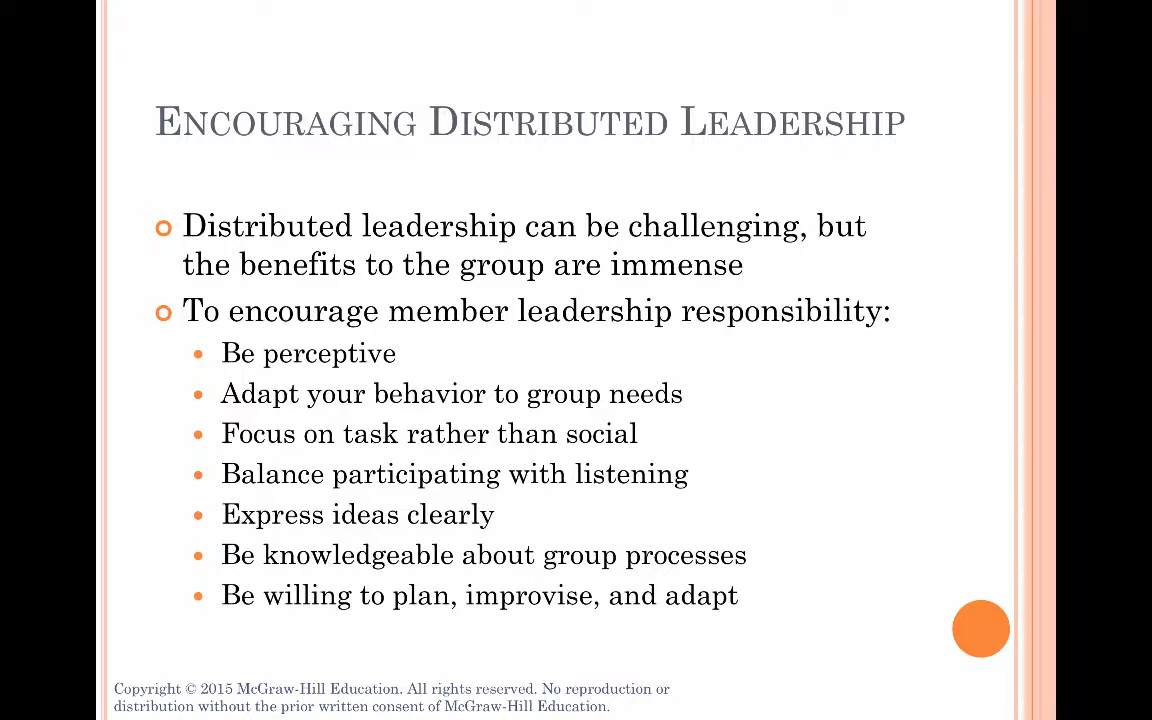 ENCOURAGING DISTRIBUTED LEADERSHIP
Distributed leadership can be challenging, but
the benefits to the group are immense
To encourage member leadership responsibility:
Be perceptive
Adapt your behavior to group needs
Focus on task rather than social
Balance participating with listening
Express ideas clearly
Be knowledgeable about group processes
Be willing to plan, improvise, and adapt
Copyright © 2015 McGraw-Hill Education. All rights reserved. No reproduction or
distribution without the prior written consent of McGraw-Hill Education.